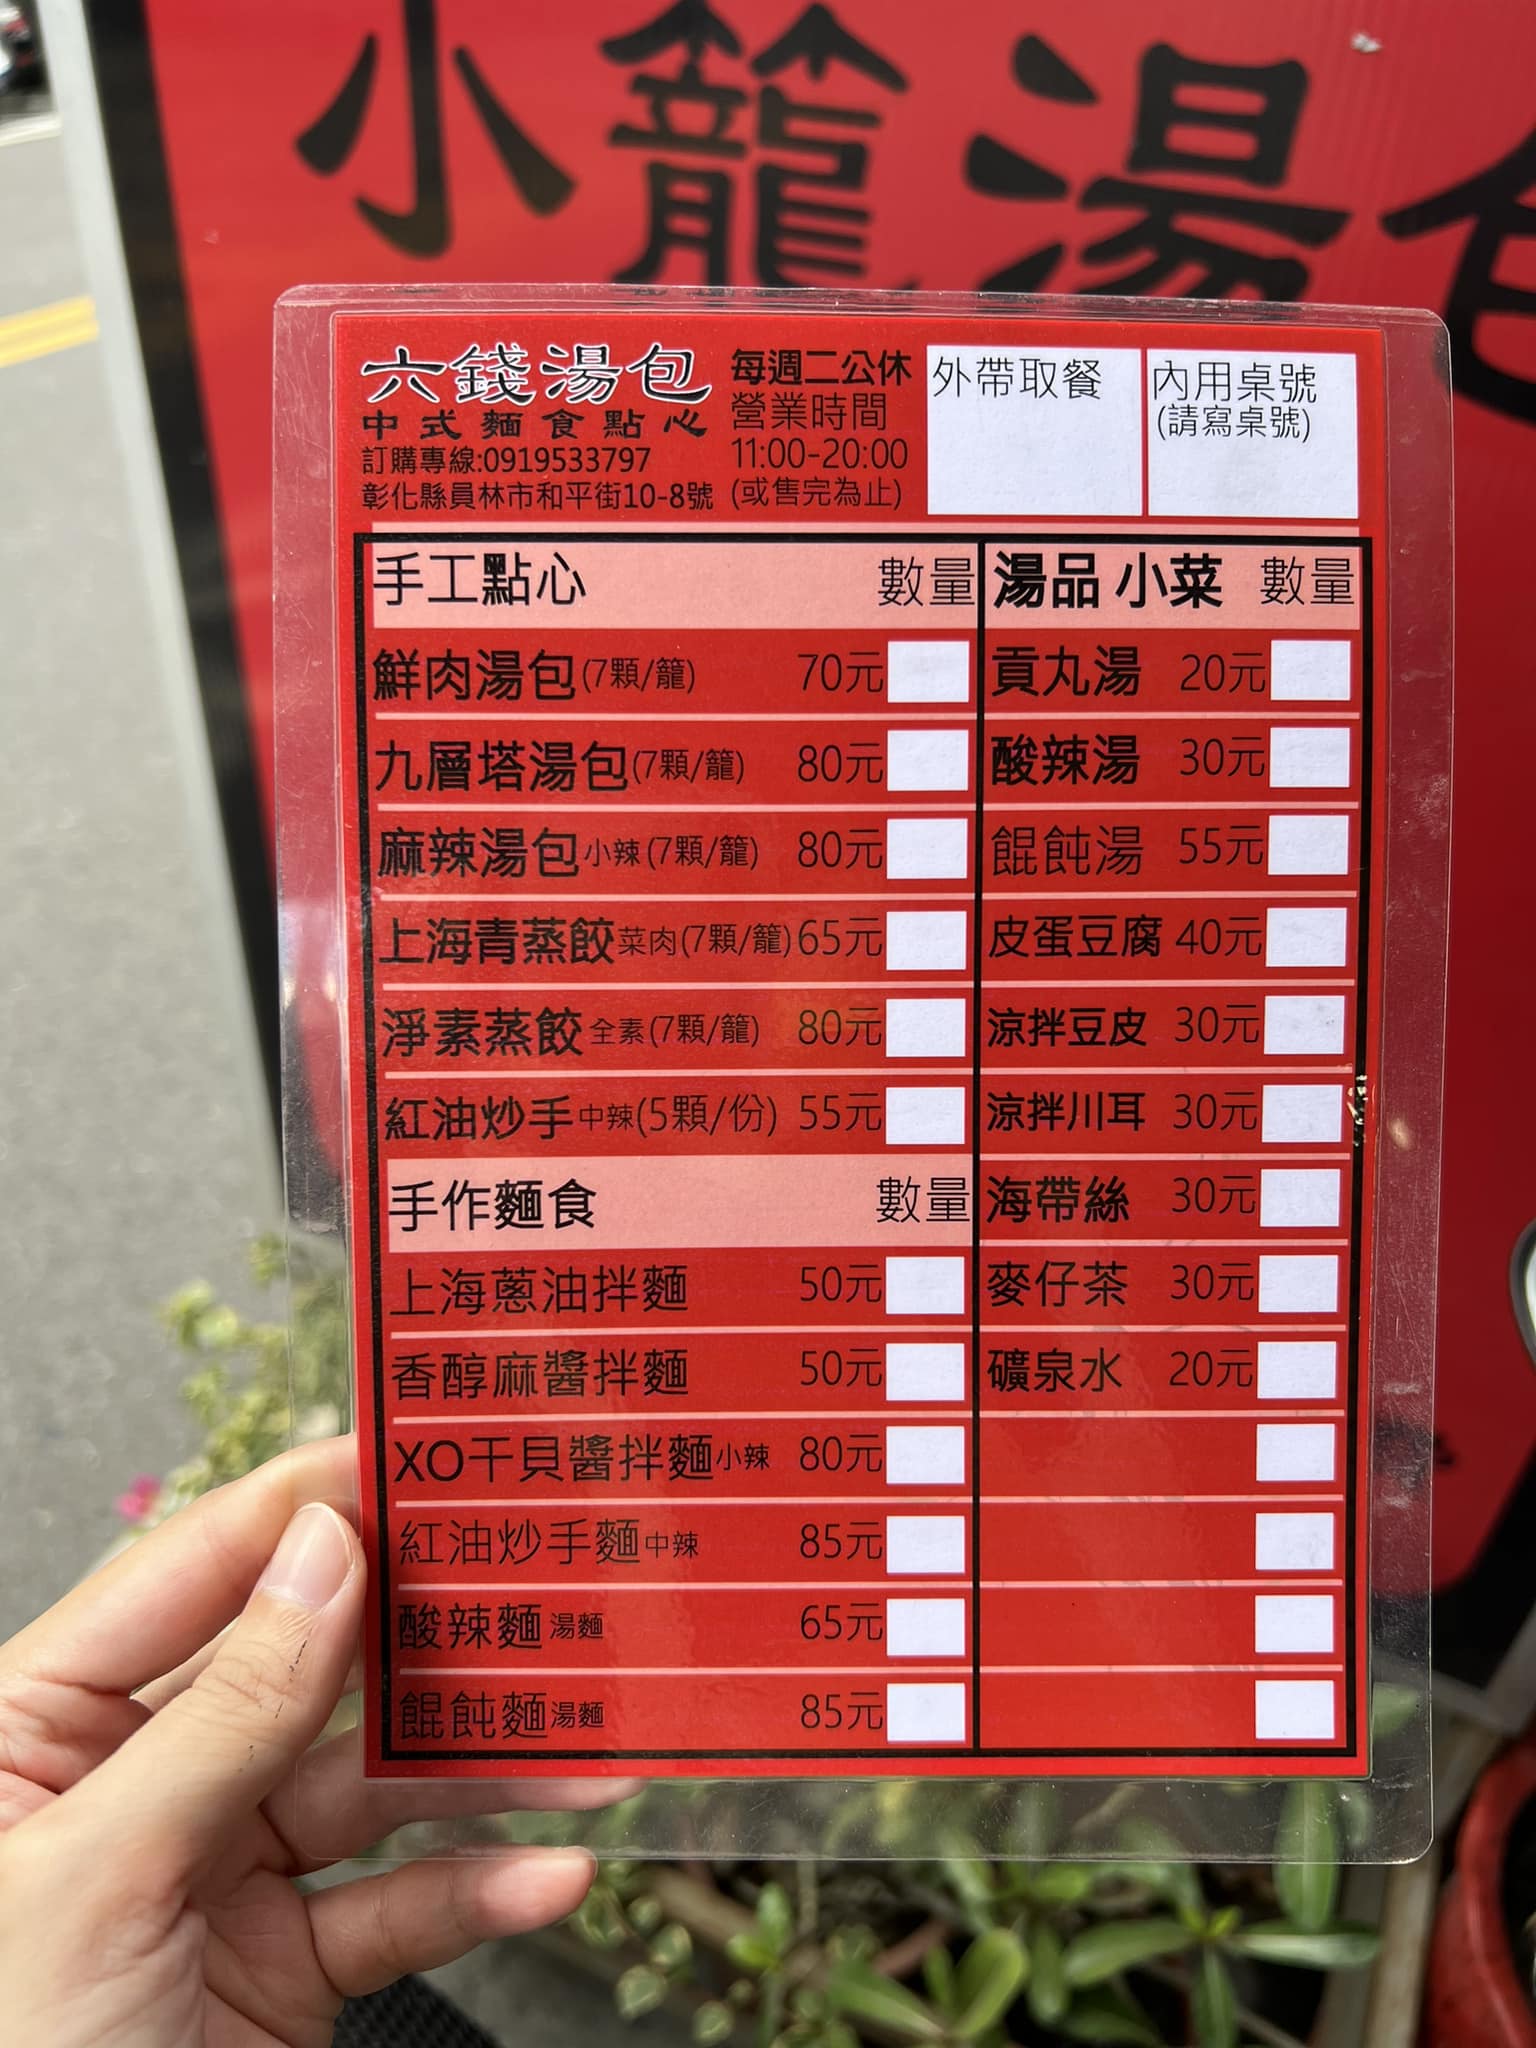 小籠湯包
六錢湯包
中式麵食點心
訂購專線:0919533797
彰化縣員林市和平街10-8號
每週二公休
營業時間
11:00-20:00
(或售完為止)
外帶取餐
內用桌號
(請寫桌號)
手工點心 數量
鮮肉湯包(7顆/籠) 70元
九層塔湯包(7顆/籠) 80元
麻辣湯包小辣(7顆/籠) 80元
上海青蒸餃菜肉(7顆/籠)65元
淨素蒸餃全素(7顆/籠) 80元
紅油炒手中辣(5顆/份) 55元
手作麵食 數量
上海蔥油拌麵 50元
香醇麻醬拌麵 50元
XO干貝醬拌麵小辣 80元
紅油炒手麵中辣 85元
酸辣麵湯麵 65元
餛飩麵湯麵 85元
湯品 小菜 數量
貢丸湯 20元
酸辣湯 30元
餛飩湯 55元
皮蛋豆腐 40元
涼拌豆皮 30元
涼拌川耳 30元
海帶絲 30元
麥仔茶 30元
礦泉水 20元